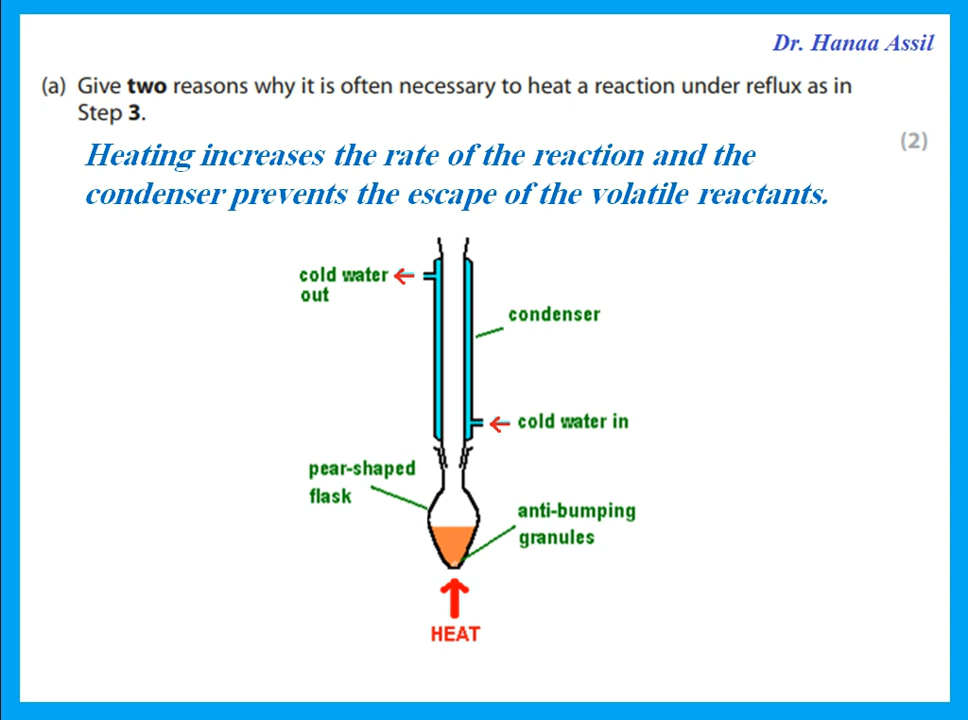 Dr. Hanaa Assil
(a) Give two reasons why it is often necessary to heat a reaction under reflux as in
Step 3.
(2)
Heating increases the rate of the reaction and the
condenser prevents the escape of the volatile reactants.
cold water
out
condenser
cold water in
pear-shaped
flask
anti-bumping
granules
HEAT